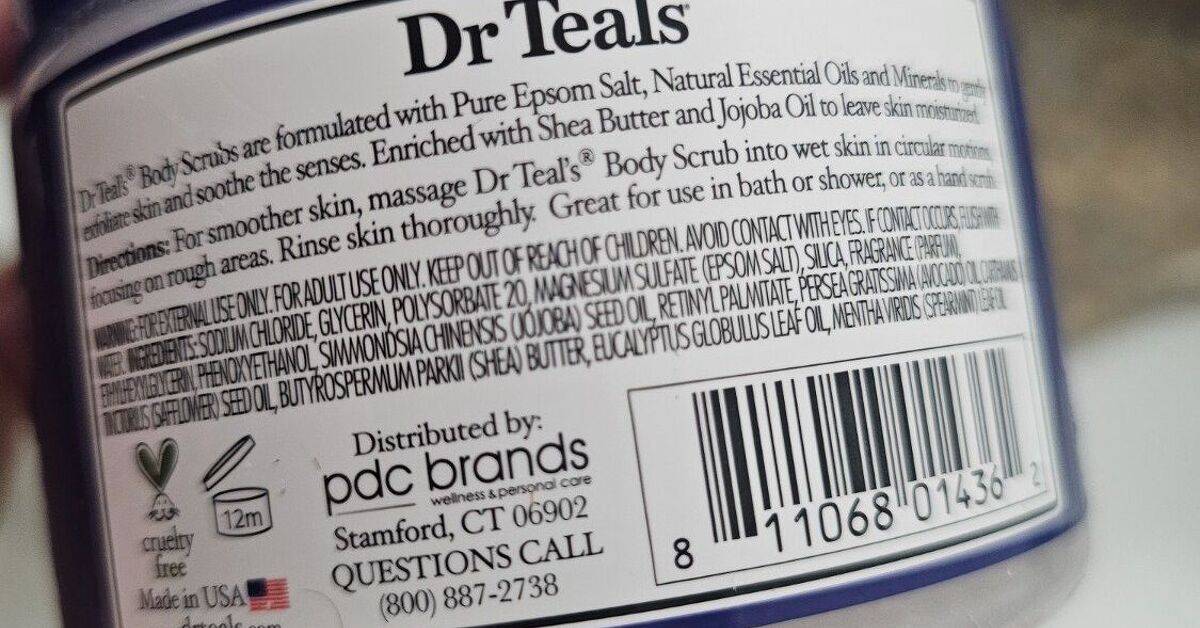 Dr Teals®
Dr Teal's® Body Scrubs are formulated with Pure Epsom Salt, Natural Essential Oils and Minerals to gently
exfoliate skin and soothe the senses. Enriched with Shea Butter and Jojoba Oil to leave skin moisturized.
Directions: For smoother skin, massage Dr Teal's® Body Scrub into wet skin in circular motions
focusing on rough areas. Rinse skin thoroughly. Great for use in bath or shower, or as a hand scrub.
WARNING: FOR EXTERNAL USE ONLY. FOR ADULT USE ONLY. KEEP OUT OF REACH OF CHILDREN. AVOID CONTACT WITH EYES. IF CONTACT OCCURS, FLUSH WITH
WATER. INGREDIENTS: SODIUM CHLORIDE, GLYCERIN, POLYSORBATE 20, MAGNESIUM SULFATE (EPSOM SALT), SILICA, FRAGRANCE (PARFUM),
ETHYLHEXYLGLYCERIN, PHENOXYETHANOL, SIMMONDSIA CHINENSIS (JOJOBA) SEED OIL, RETINYL PALMITATE, PERSEA GRATISSIMA (AVOCADO) OIL, CARTHAMUS
TINCTORIUS (SAFFLOWER) SEED OIL, BUTYROSPERMUM PARKII (SHEA) BUTTER, EUCALYPTUS GLOBULUS LEAF OIL, MENTHA VIRIDIS (SPEARMINT) LEAF OIL
cruelty
free
12m
Made in USA
drteals.com
Distributed by:
pdc brands
wellness & personal care
Stamford, CT 06902
QUESTIONS CALL
(800) 887-2738
8 11068 01436 2